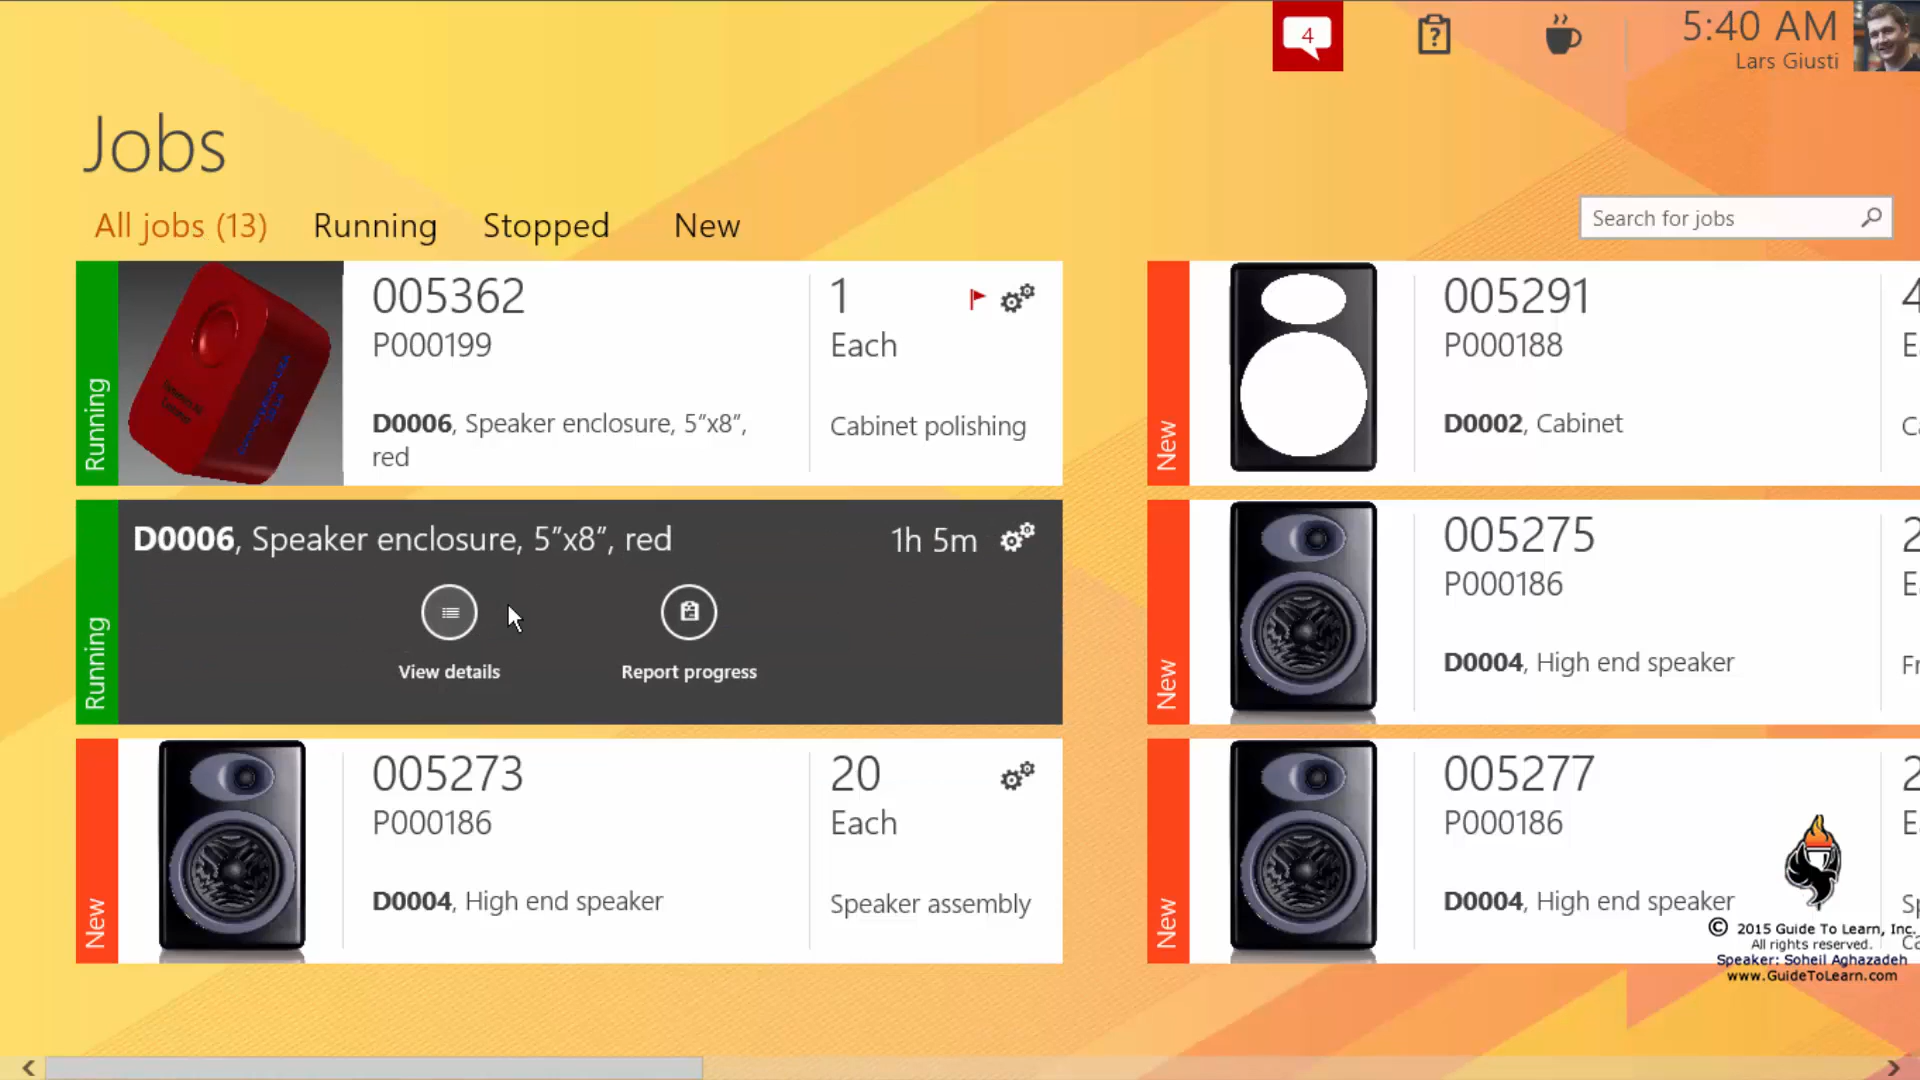 4
5:40 AM
Lars Giusti
Jobs
All jobs (13)
Running
Stopped
New
Search for jobs
Running
005362
P000199
D0006, Speaker enclosure, 5”x8”,
red
1
Each
Cabinet polishing
New
005291
P000188
D0002, Cabinet
4
Running
D0006, Speaker enclosure, 5”x8”, red
1h 5m
View details
Report progress
New
005275
P000186
D0004, High end speaker
2
New
005273
P000186
D0004, High end speaker
20
Each
Speaker assembly
New
005277
P000186
D0004, High end speaker
2
© 2015 Guide To Learn, Inc.
All rights reserved.
Speaker: Soheil Aghazadeh
www.GuideToLearn.com